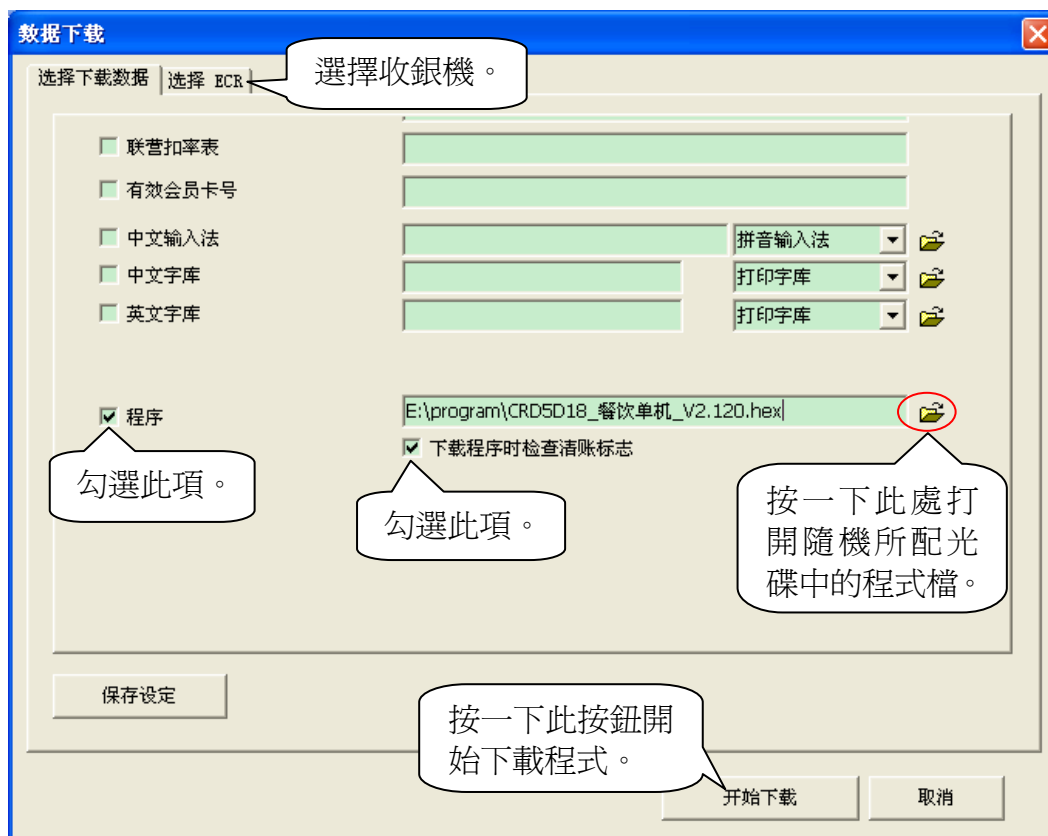 数据下载
选择下载数据 选择 ECR
選擇收銀機。
联营扣率表
有效会员卡号
中文输入法 拼音输入法
中文字库 打印字库
英文字库 打印字库
程序 E:\program\CRD5D18_餐饮单机_V2.120.hex
下载程序时检查清账标志
勾選此項。
勾選此項。
按一下此處打
開隨機所配光
碟中的程式檔。
保存设定
按一下此按鈕開
始下載程式。
开始下载 取消